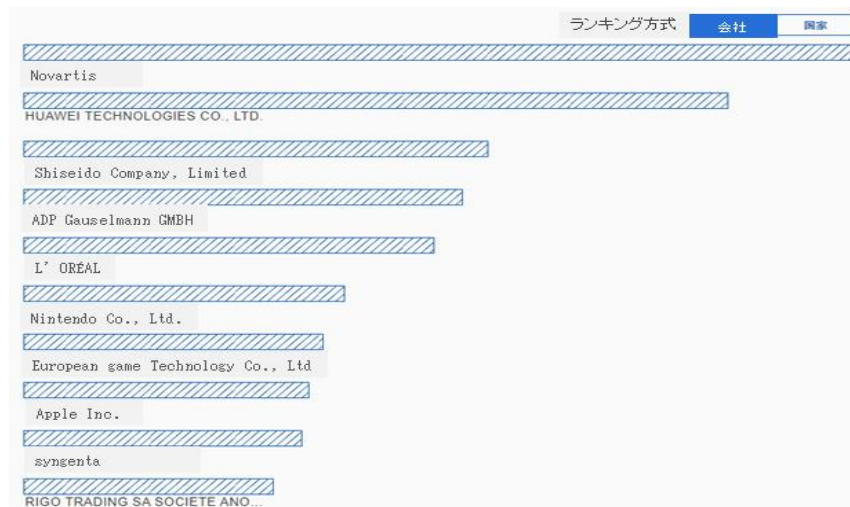 ランキング方式 会社 国家
Novartis
HUAWEI TECHNOLOGIES CO., LTD.
Shiseido Company, Limited
ADP Gauselmann GMBH
L' ORÉAL
Nintendo Co., Ltd.
European game Technology Co., Ltd
Apple Inc.
syngenta
RIGO TRADING SA SOCIETE ANO...